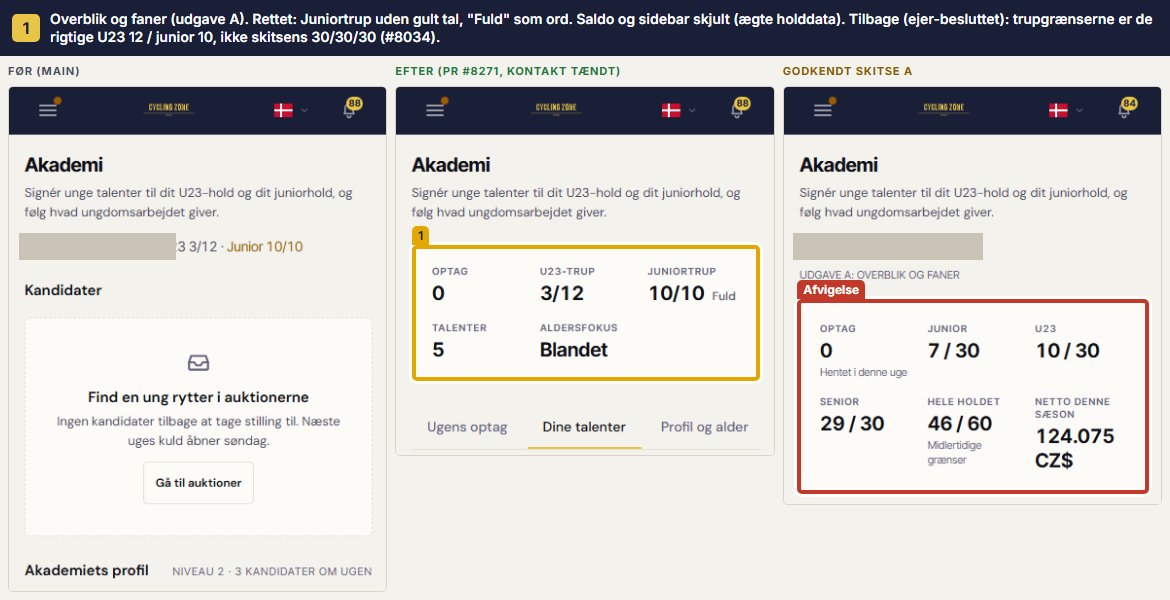 1
Overblik og faner (udgave A). Rettet: Juniortrup uden gult tal, "Fuld" som ord. Saldo og sidebar skjult (ægte holddata). Tilbage (ejer-besluttet): trupgrænserne er de
rigtige U23 12 / junior 10, ikke skitsens 30/30/30 (#8034).
FØR (MAIN)
CYCLING ZONE
88
Akademi
Signér unge talenter til dit U23-hold og dit juniorhold, og
følg hvad ungdomsarbejdet giver.
3 3/12 · Junior 10/10
Kandidater
Find en ung rytter i auktionerne
Ingen kandidater tilbage at tage stilling til. Næste
uges kuld åbner søndag.
Gå til auktioner
Akademiets profil NIVEAU 2 · 3 KANDIDATER OM UGEN
EFTER (PR #8271, KONTAKT TÆNDT)
CYCLING ZONE
88
Akademi
Signér unge talenter til dit U23-hold og dit juniorhold, og
følg hvad ungdomsarbejdet giver.
1
OPTAG U23-TRUP JUNIORTRUP
0 3/12 10/10 Fuld
TALENTER ALDERSFOKUS
5 Blandet
Ugens optag Dine talenter Profil og alder
GODKENDT SKITSE A
CYCLING ZONE
84
Akademi
Signér unge talenter til dit U23-hold og dit juniorhold, og
følg hvad ungdomsarbejdet giver.
UDGAVE A: OVERBLIK OG FANER
Afvigelse
OPTAG JUNIOR U23
0 7 / 30 10 / 30
Hentet i denne uge
SENIOR HELE HOLDET NETTO DENNE
SÆSON
29 / 30 46 / 60 124.075
CZ$
Midlertidige
grænser